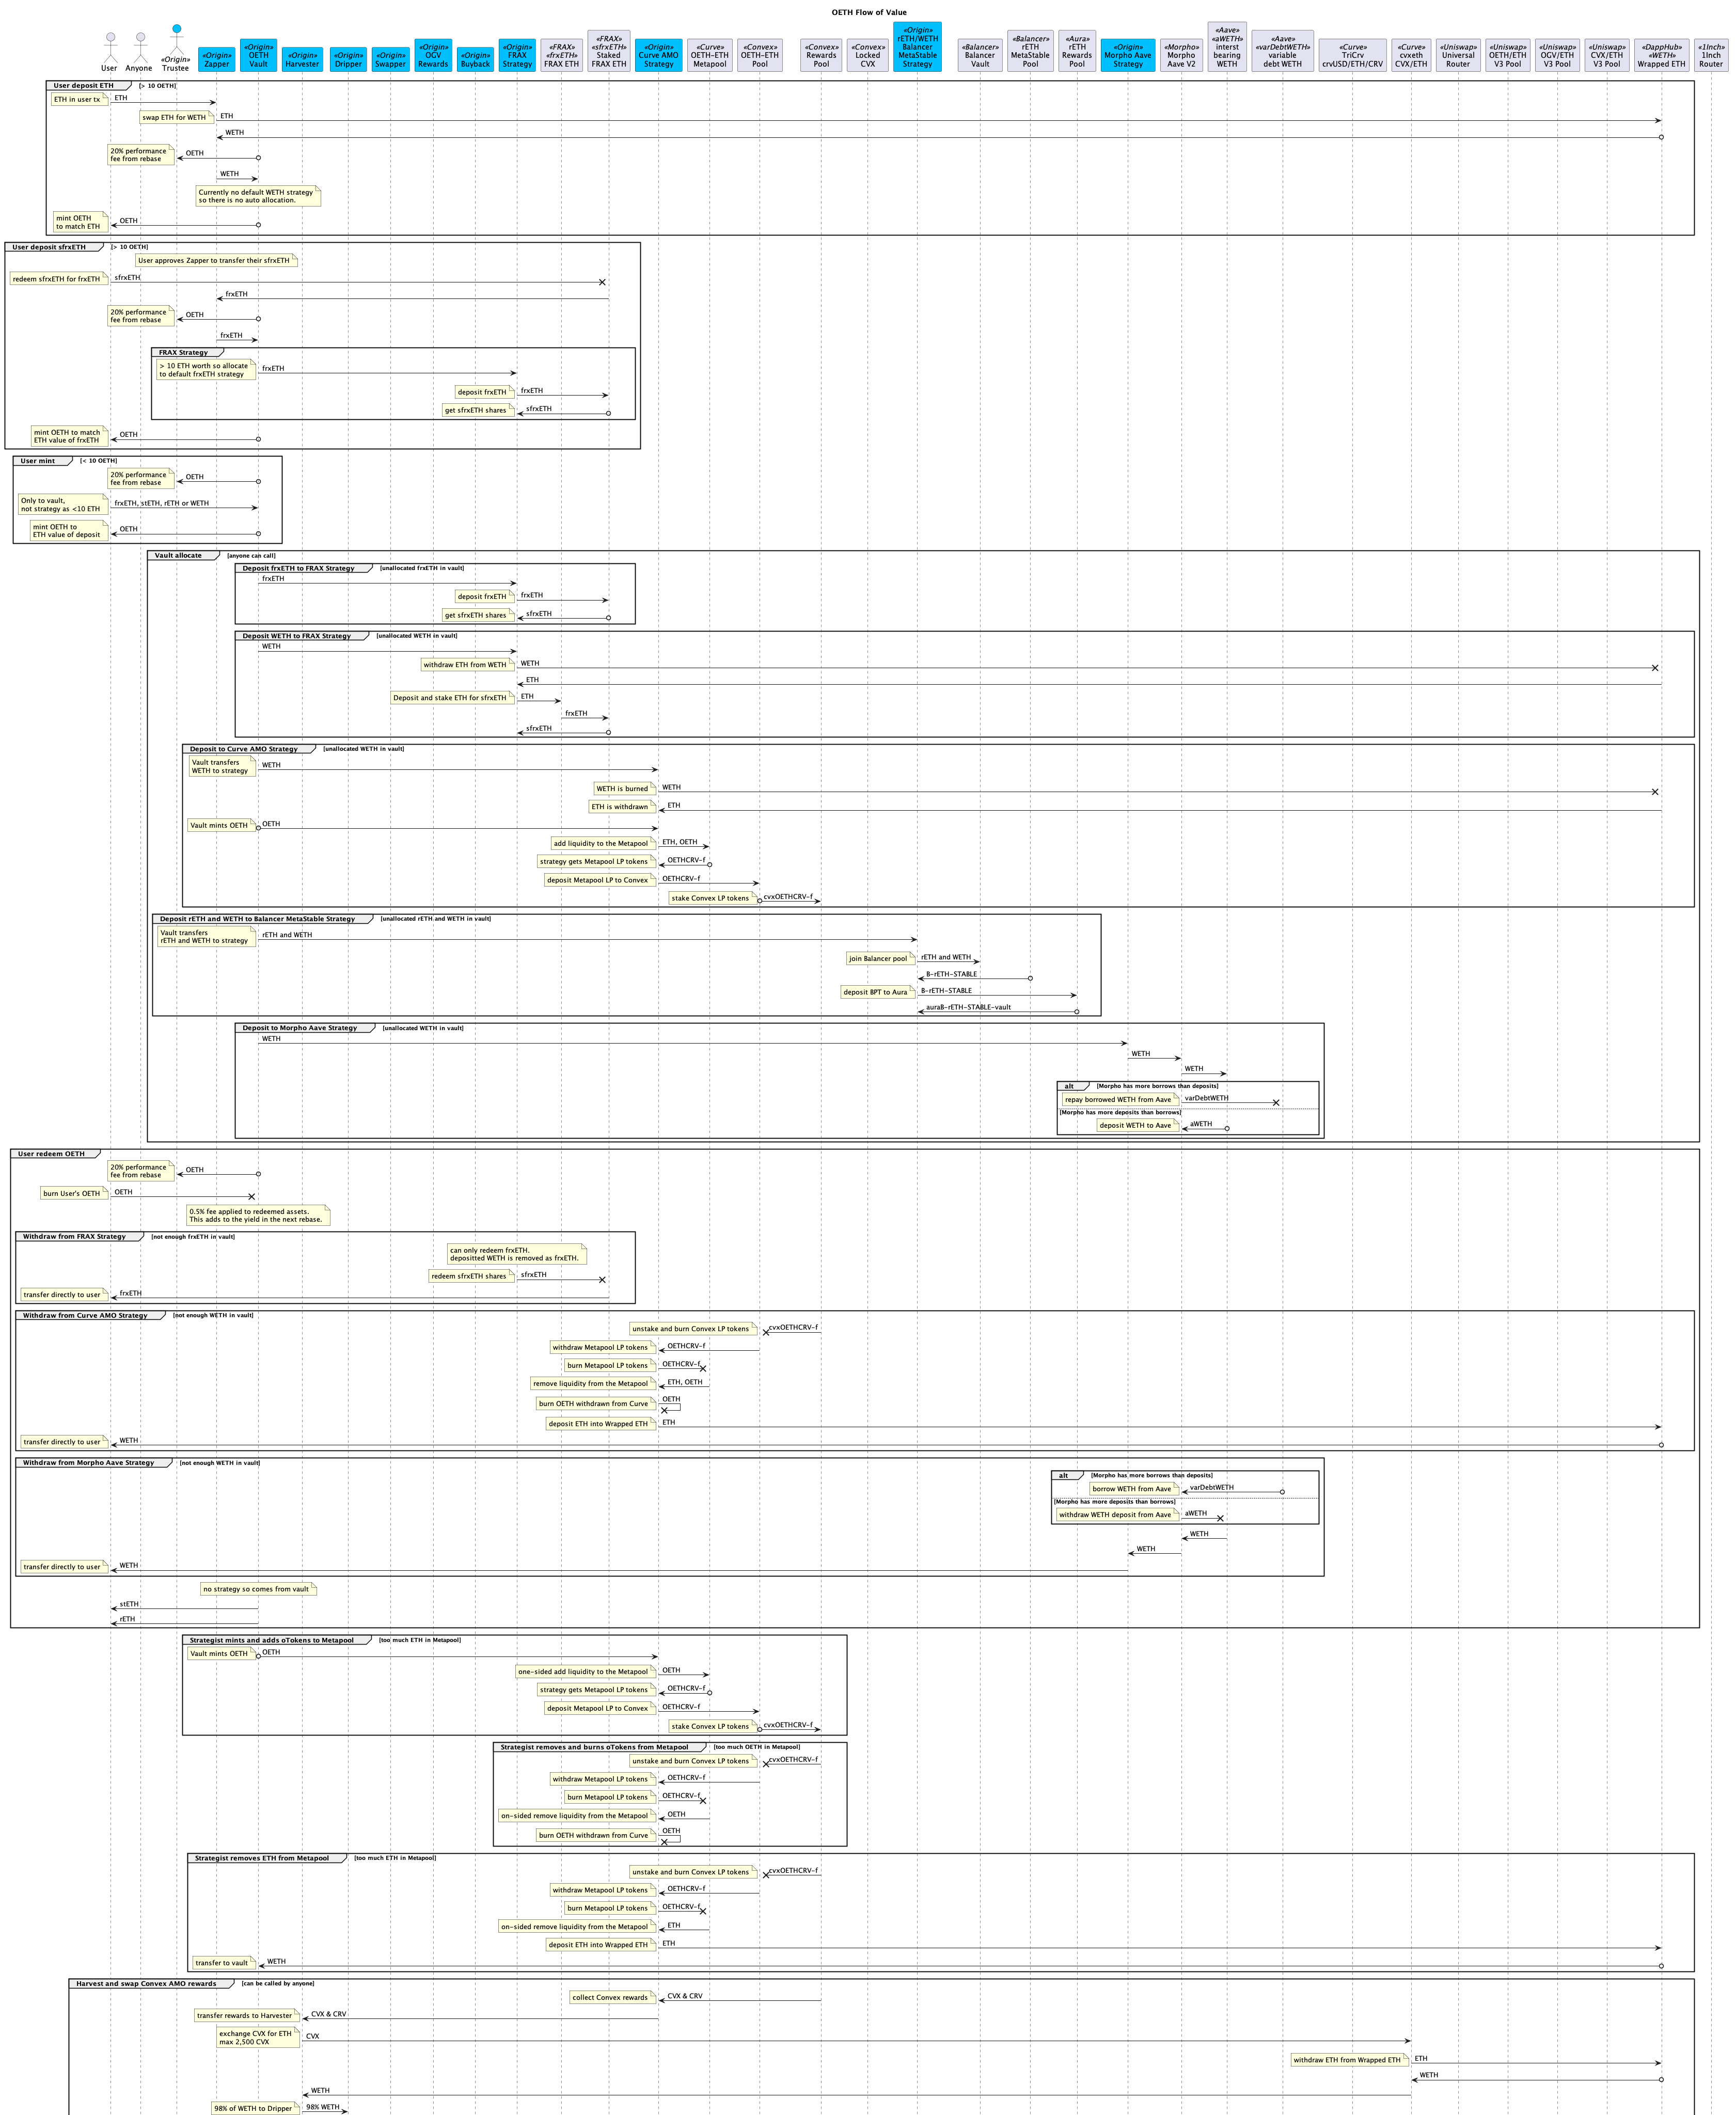 OETH Flow of Value
User
Anyone
«Origin»
Trustee
«Origin»
Zapper
«Origin»
OETH
Vault
«Origin»
Harvester
«Origin»
Dripper
«Origin»
Swapper
«Origin»
OGV
Rewards
«Origin»
Buyback
«Origin»
FRAX
Strategy
«FRAX»
«frxETH»
FRAX ETH
«FRAX»
«sfrxETH»
Staked
FRAX ETH
«Origin»
Curve AMO
Strategy
«Curve»
OETH-ETH
Metapool
«Convex»
OETH-ETH
Pool
«Convex»
Rewards
Pool
«Convex»
Locked
CVX
«Origin»
rETH/WETH
Balancer
MetaStable
Strategy
«Balancer»
Balancer
Vault
«Balancer»
rETH
MetaStable
Pool
«Aura»
rETH
Rewards
Pool
«Origin»
Morpho Aave
Strategy
«Morpho»
Morpho
Aave V2
«Aave»
«aWETH»
interst
bearing
WETH
«Aave»
«varDebtWETH»
variable
debt WETH
«Curve»
TriCrv
crvUSD/ETH/CRV
«Curve»
cvxeth
CVX/ETH
«Uniswap»
Universal
Router
«Uniswap»
OETH/ETH
V3 Pool
«Uniswap»
OGV/ETH
V3 Pool
«Uniswap»
CVX/ETH
V3 Pool
«DappHub»
«WETH»
Wrapped ETH
«1Inch»
1Inch
Router
User deposit ETH [> 10 OETH]
ETH in user tx
ETH
swap ETH for WETH
ETH
WETH
20% performance
fee from rebase
OETH
WETH
Currently no default WETH strategy
so there is no auto allocation.
mint OETH
to match ETH
OETH
User deposit sfrxETH [> 10 OETH]
User approves Zapper to transfer their sfrxETH
redeem sfrxETH for frxETH
sfrxETH
frxETH
20% performance
fee from rebase
OETH
frxETH
FRAX Strategy
> 10 ETH worth so allocate
to default frxETH strategy
frxETH
deposit frxETH
frxETH
get sfrxETH shares
sfrxETH
mint OETH to match
ETH value of frxETH
OETH
User mint [< 10 OETH]
20% performance
fee from rebase
OETH
Only to vault,
not strategy as <10 ETH
frxETH, stETH, rETH or WETH
mint OETH to
ETH value of deposit
OETH
Vault allocate [anyone can call]
Deposit frxETH to FRAX Strategy [unallocated frxETH in vault]
frxETH
deposit frxETH
frxETH
get sfrxETH shares
sfrxETH
Deposit WETH to FRAX Strategy [unallocated WETH in vault]
WETH
withdraw ETH from WETH
WETH
ETH
Deposit and stake ETH for sfrxETH
ETH
frxETH
sfrxETH
Deposit to Curve AMO Strategy [unallocated WETH in vault]
Vault transfers
WETH to strategy
WETH
WETH is burned
WETH
ETH is withdrawn
ETH
Vault mints OETH
OETH
add liquidity to the Metapool
ETH, OETH
strategy gets Metapool LP tokens
OETHCRV-f
deposit Metapool LP to Convex
OETHCRV-f
stake Convex LP tokens
cvxOETHCRV-f
Deposit rETH and WETH to Balancer MetaStable Strategy [unallocated rETH and WETH in vault]
Vault transfers
rETH and WETH to strategy
rETH and WETH
join Balancer pool
rETH and WETH
B-rETH-STABLE
deposit BPT to Aura
B-rETH-STABLE
auraB-rETH-STABLE-vault
Deposit to Morpho Aave Strategy [unallocated WETH in vault]
WETH
WETH
WETH
alt [Morpho has more borrows than deposits]
repay borrowed WETH from Aave
varDebtWETH
[Morpho has more deposits than borrows]
deposit WETH to Aave
aWETH
User redeem OETH
20% performance
fee from rebase
OETH
burn User's OETH
OETH
0.5% fee applied to redeemed assets.
This adds to the yield in the next rebase.
Withdraw from FRAX Strategy [not enough frxETH in vault]
can only redeem frxETH.
depositted WETH is removed as frxETH.
redeem sfrxETH shares
sfrxETH
transfer directly to user
frxETH
Withdraw from Curve AMO Strategy [not enough WETH in vault]
unstake and burn Convex LP tokens
cvxOETHCRV-f
withdraw Metapool LP tokens
OETHCRV-f
burn Metapool LP tokens
OETHCRV-f
remove liquidity from the Metapool
ETH, OETH
burn OETH withdrawn from Curve
OETH
deposit ETH into Wrapped ETH
ETH
transfer directly to user
WETH
Withdraw from Morpho Aave Strategy [not enough WETH in vault]
alt [Morpho has more borrows than deposits]
borrow WETH from Aave
varDebtWETH
[Morpho has more deposits than borrows]
withdraw WETH deposit from Aave
aWETH
WETH
WETH
transfer directly to user
WETH
no strategy so comes from vault
stETH
rETH
Strategist mints and adds oTokens to Metapool [too much ETH in Metapool]
Vault mints OETH
OETH
one-sided add liquidity to the Metapool
OETH
strategy gets Metapool LP tokens
OETHCRV-f
deposit Metapool LP to Convex
OETHCRV-f
stake Convex LP tokens
cvxOETHCRV-f
Strategist removes and burns oTokens from Metapool [too much OETH in Metapool]
unstake and burn Convex LP tokens
cvxOETHCRV-f
withdraw Metapool LP tokens
OETHCRV-f
burn Metapool LP tokens
OETHCRV-f
on-sided remove liquidity from the Metapool
OETH
burn OETH withdrawn from Curve
OETH
Strategist removes ETH from Metapool [too much ETH in Metapool]
unstake and burn Convex LP tokens
cvxOETHCRV-f
withdraw Metapool LP tokens
OETHCRV-f
burn Metapool LP tokens
OETHCRV-f
on-sided remove liquidity from the Metapool
ETH
deposit ETH into Wrapped ETH
ETH
transfer to vault
WETH
Harvest and swap Convex AMO rewards [can be called by anyone]
collect Convex rewards
CVX & CRV
transfer rewards to Harvester
CVX & CRV
exchange CVX for ETH
max 2,500 CVX
CVX
withdraw ETH from Wrapped ETH
ETH
WETH
WETH
98% of WETH to Dripper
98% WETH